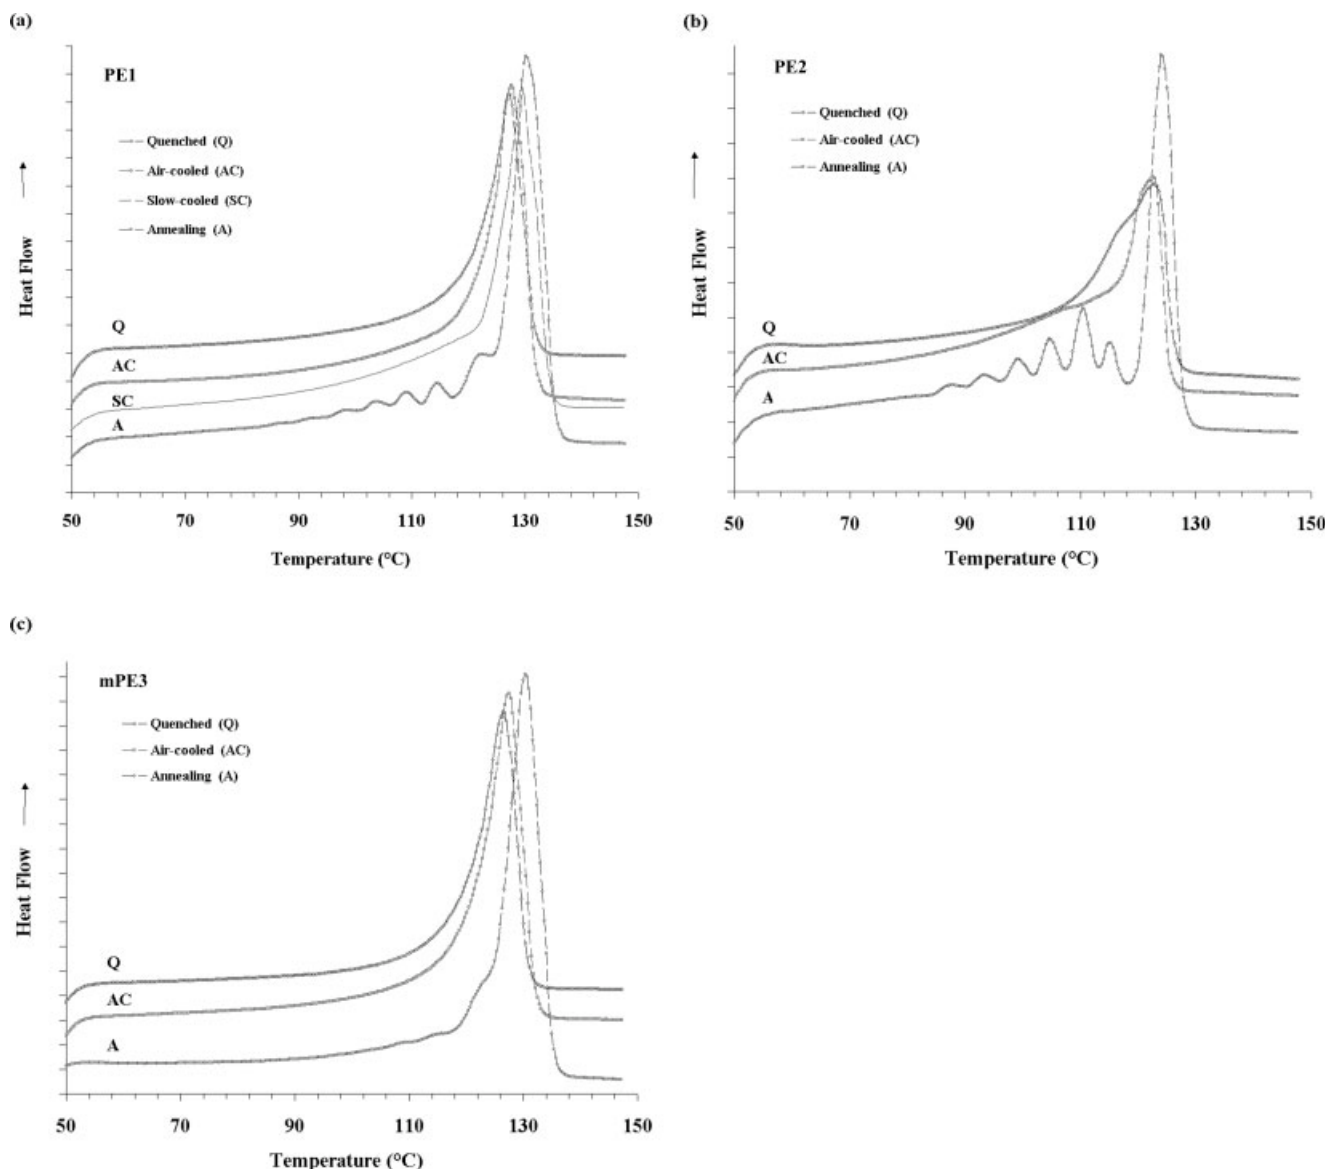 (a)
PE1
Quenched (Q)
Air-cooled (AC)
Slow-cooled (SC)
Annealing (A)
Heat Flow
Q
AC
SC
A
50 70 90 110 130 150
Temperature (°C)
(b)
PE2
Quenched (Q)
Air-cooled (AC)
Annealing (A)
Heat Flow
Q
AC
A
50 70 90 110 130 150
Temperature (°C)
(c)
mPE3
Quenched (Q)
Air-cooled (AC)
Annealing (A)
Heat Flow
Q
AC
A
50 70 90 110 130 150
Temperature (°C)